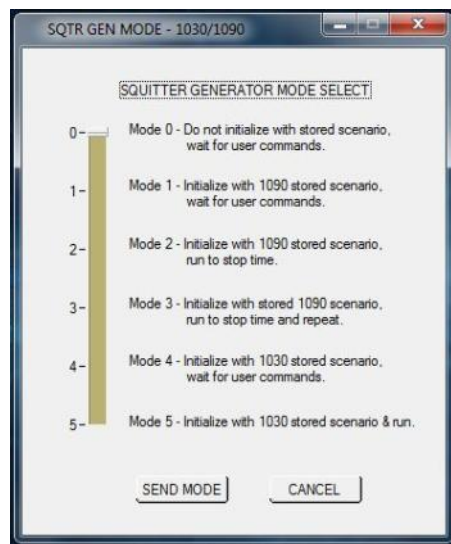 SQTR GEN MODE - 1030/1090
SQUITTER GENERATOR MODE SELECT
0-
Mode 0 - Do not initialize with stored scenario,
wait for user commands.
1-
Mode 1 - Initialize with 1090 stored scenario,
wait for user commands.
2-
Mode 2 - Initialize with 1090 stored scenario,
run to stop time.
3-
Mode 3 - Initialize with stored 1090 scenario,
run to stop time and repeat.
4-
Mode 4 - Initialize with 1030 stored scenario,
wait for user commands.
5-
Mode 5 - Initialize with 1030 stored scenario & run.
SEND MODE
CANCEL